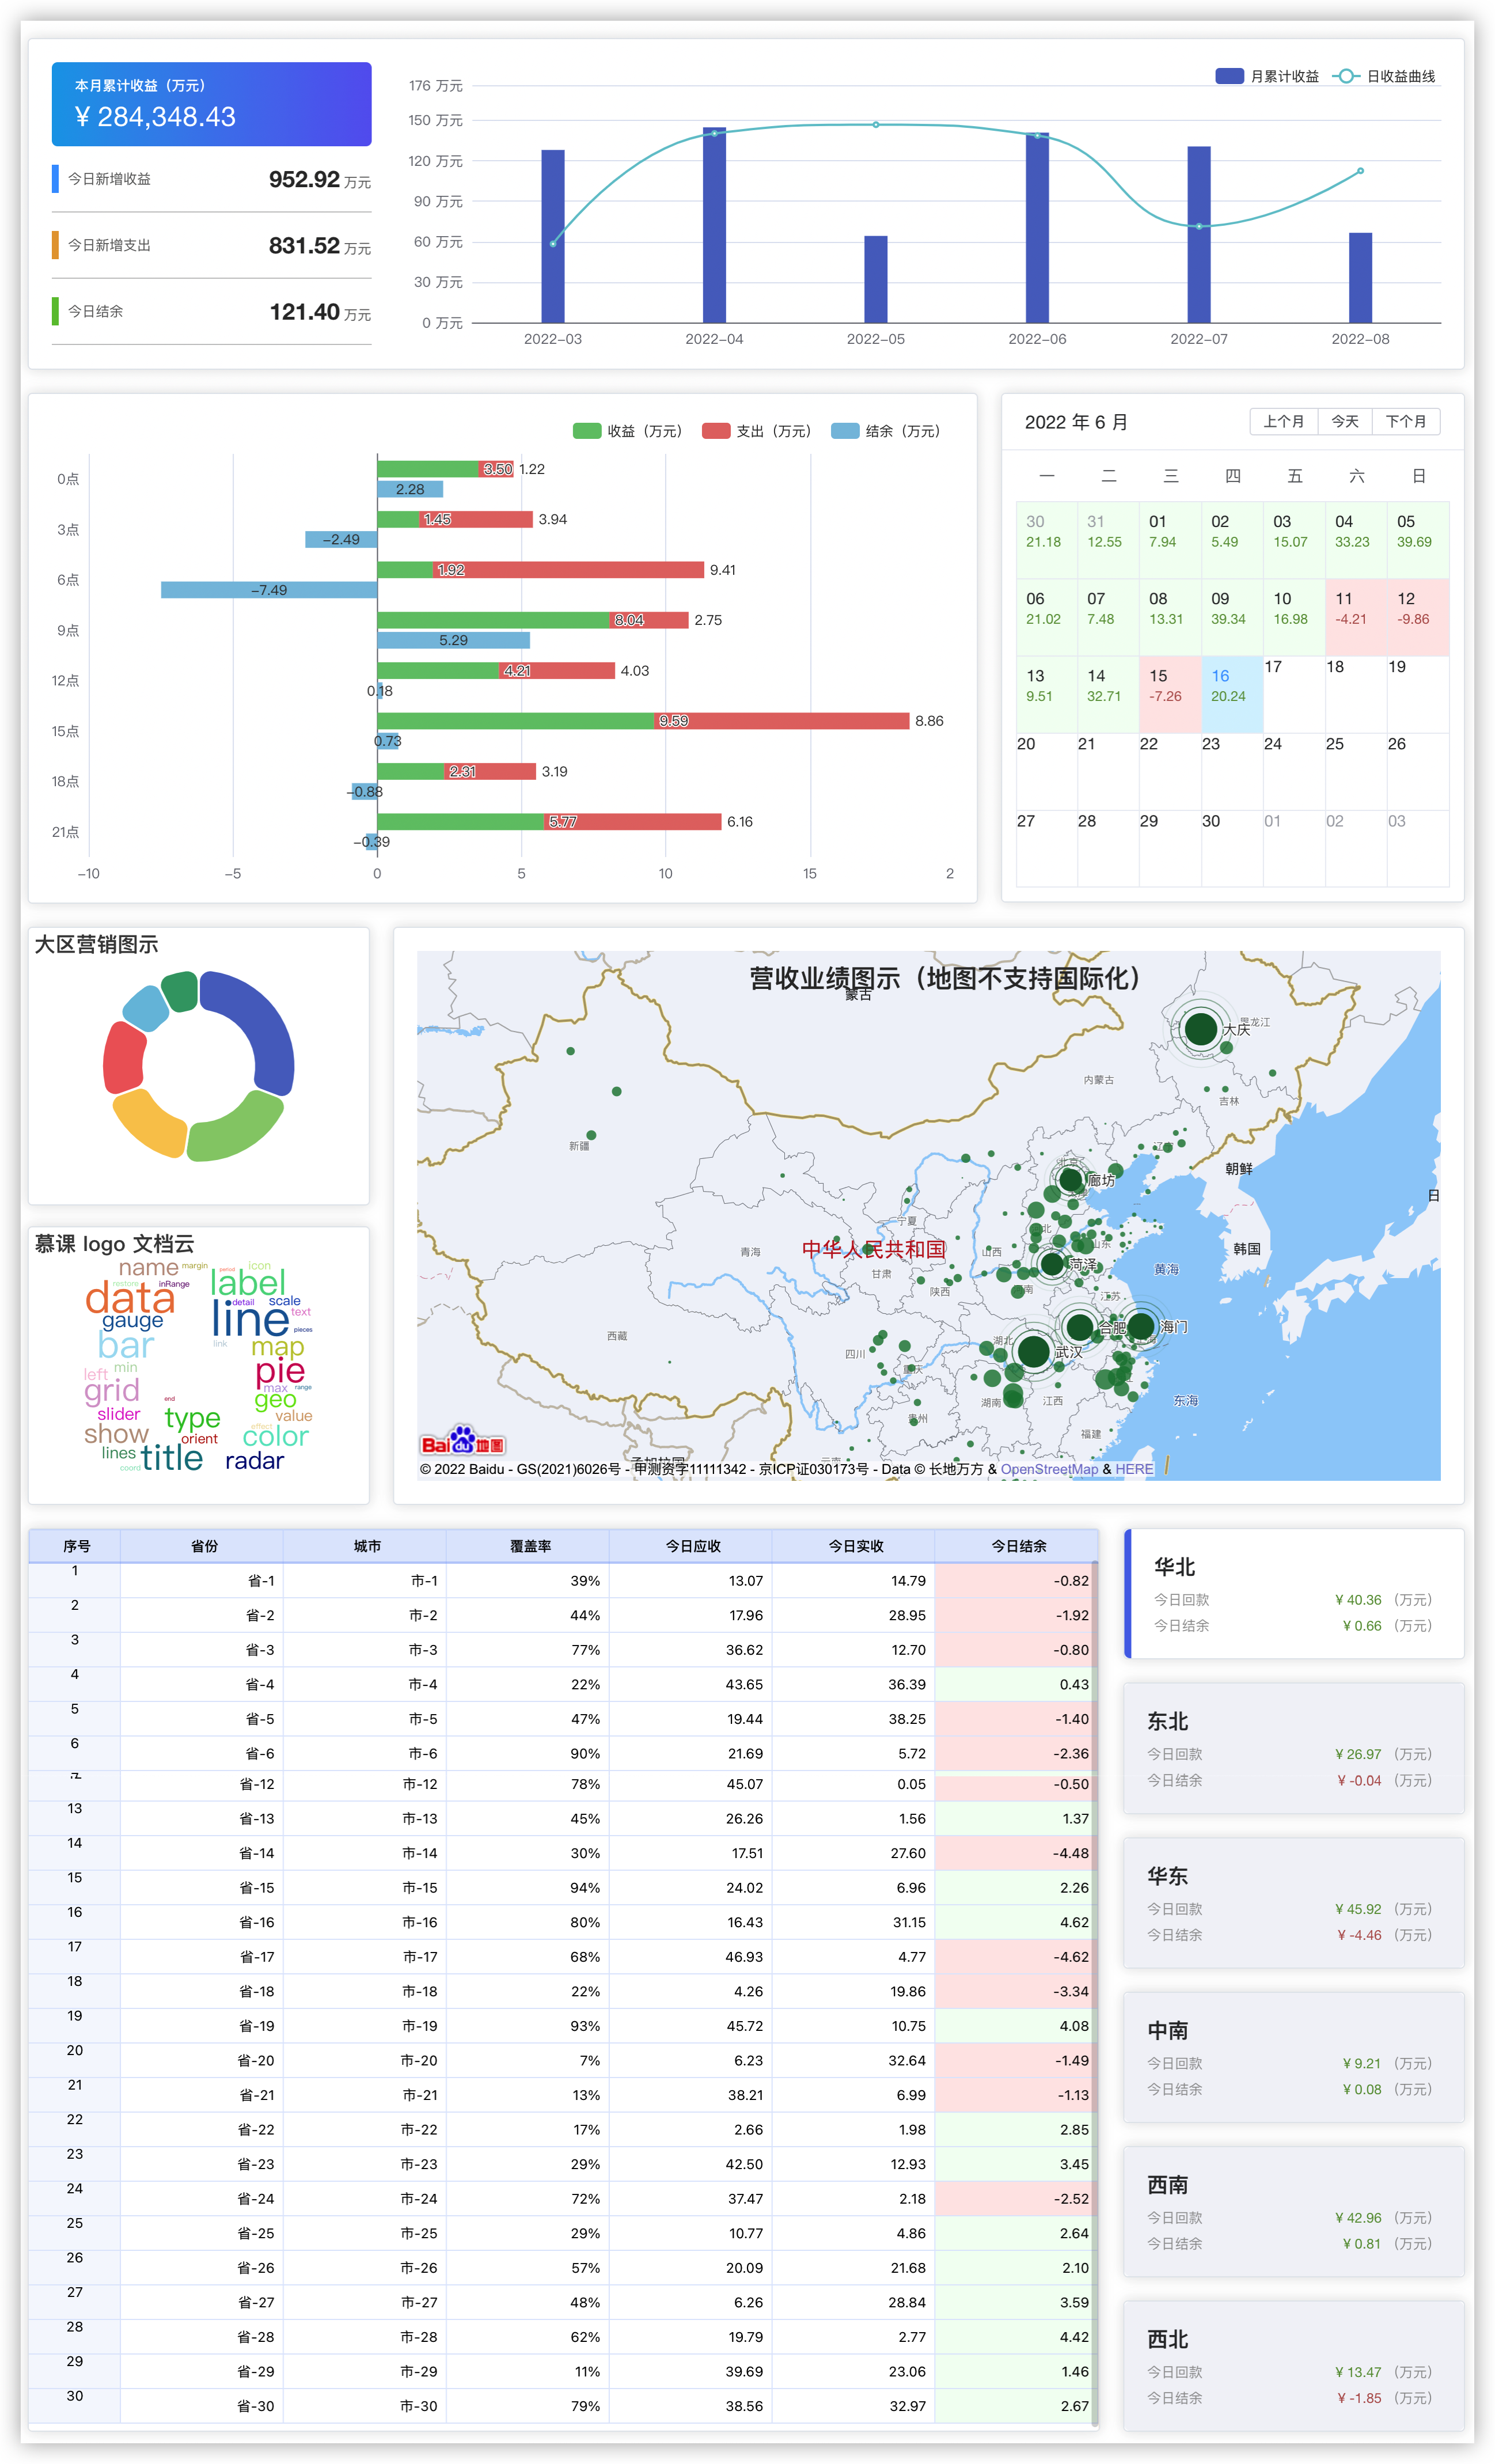 本月累计收益（万元）
¥ 284,348.43
今日新增收益 952.92 万元
今日新增支出 831.52 万元
今日结余 121.40 万元
月累计收益 日收益曲线
176 万元
150 万元
120 万元
90 万元
60 万元
30 万元
0 万元
2022–03 2022–04 2022–05 2022–06 2022–07 2022–08
收益（万元） 支出（万元） 结余（万元）
0点 3.50 1.22
2.28
3点 1.45 3.94
−2.49
6点 1.92 9.41
−7.49
9点 8.04 2.75
5.29
12点 4.21 4.03
0.18
15点 9.59 8.86
0.73
18点 2.31 3.19
−0.88
21点 5.77 6.16
−0.39
−10 −5 0 5 10 15 2
2022 年 6 月 上个月 今天 下个月
一 二 三 四 五 六 日
30 31 01 02 03 04 05
21.18 12.55 7.94 5.49 15.07 33.23 39.69
06 07 08 09 10 11 12
21.02 7.48 13.31 39.34 16.98 -4.21 -9.86
13 14 15 16 17 18 19
9.51 32.71 -7.26 20.24
20 21 22 23 24 25 26
27 28 29 30 01 02 03
大区营销图示
慕课 logo 文档云
name margin period icon
restore inRange label
data detail scale
gauge line text
pieces
bar link map
min pie
left max range
grid end geo
slider type value
show orient effect color
lines title radar
coord
营收业绩图示（地图不支持国际化）
蒙古
大庆 黑龙江
内蒙古
吉林
新疆
辽宁
朝鲜
廊坊
日
宁夏
中华人民共和国
青海
山西
山东
韩国
甘肃
菏泽
黄海
陕西
江苏
合肥
海门
西藏
四川
湖北
武汉
重庆
湖南
江西
东海
贵州
福建
Bai du 地图
孟加拉国
云南
© 2022 Baidu - GS(2021)6026号 - 甲测资字11111342 - 京ICP证030173号 - Data © 长地万方 & OpenStreetMap & HERE
序号 省份 城市 覆盖率 今日应收 今日实收 今日结余
1 省-1 市-1 39% 13.07 14.79 -0.82
2 省-2 市-2 44% 17.96 28.95 -1.92
3 省-3 市-3 77% 36.62 12.70 -0.80
4 省-4 市-4 22% 43.65 36.39 0.43
5 省-5 市-5 47% 19.44 38.25 -1.40
6 省-6 市-6 90% 21.69 5.72 -2.36
省-12 市-12 78% 45.07 0.05 -0.50
13 省-13 市-13 45% 26.26 1.56 1.37
14 省-14 市-14 30% 17.51 27.60 -4.48
15 省-15 市-15 94% 24.02 6.96 2.26
16 省-16 市-16 80% 16.43 31.15 4.62
17 省-17 市-17 68% 46.93 4.77 -4.62
18 省-18 市-18 22% 4.26 19.86 -3.34
19 省-19 市-19 93% 45.72 10.75 4.08
20 省-20 市-20 7% 6.23 32.64 -1.49
21 省-21 市-21 13% 38.21 6.99 -1.13
22 省-22 市-22 17% 2.66 1.98 2.85
23 省-23 市-23 29% 42.50 12.93 3.45
24 省-24 市-24 72% 37.47 2.18 -2.52
25 省-25 市-25 29% 10.77 4.86 2.64
26 省-26 市-26 57% 20.09 21.68 2.10
27 省-27 市-27 48% 6.26 28.84 3.59
28 省-28 市-28 62% 19.79 2.77 4.42
29 省-29 市-29 11% 39.69 23.06 1.46
30 省-30 市-30 79% 38.56 32.97 2.67
华北
今日回款 ¥ 40.36 （万元）
今日结余 ¥ 0.66 （万元）
东北
今日回款 ¥ 26.97 （万元）
今日结余 ¥ -0.04 （万元）
华东
今日回款 ¥ 45.92 （万元）
今日结余 ¥ -4.46 （万元）
中南
今日回款 ¥ 9.21 （万元）
今日结余 ¥ 0.08 （万元）
西南
今日回款 ¥ 42.96 （万元）
今日结余 ¥ 0.81 （万元）
西北
今日回款 ¥ 13.47 （万元）
今日结余 ¥ -1.85 （万元）